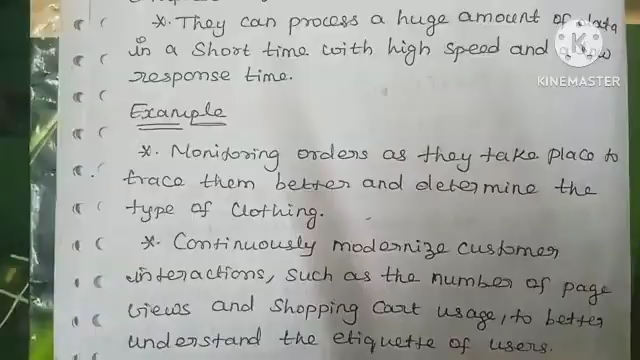 *. They can process a huge amount of data
in a short time with high speed and a low
response time.
KINEMASTER
Example
*. Monitoring orders as they take place to
trace them better and determine the
type of clothing.
*. Continuously modernize customer
interactions, such as the number of page
views and shopping cart usage, to better
understand the etiquette of users.